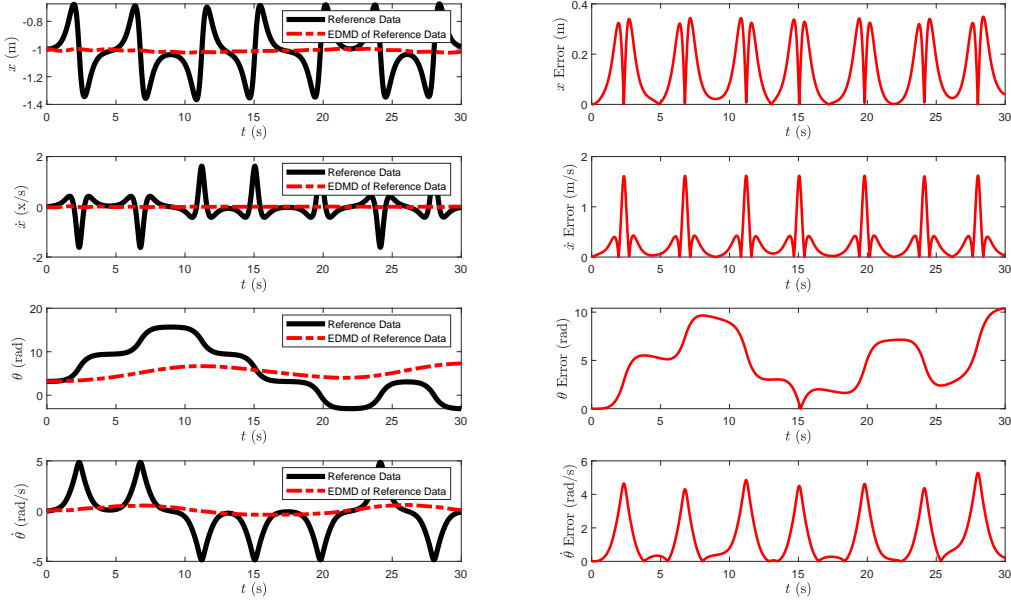 -0.8
-1
-1.2
-1.4
x (m)
Reference Data
EDMD of Reference Data
0 5 10 15 20 25 30
t (s)
0.4
0.2
0
x Error (m)
0 5 10 15 20 25 30
t (s)
2
0
-2
ẋ (x/s)
Reference Data
EDMD of Reference Data
0 5 10 15 20 25 30
t (s)
2
1
0
ẋ Error (m/s)
0 5 10 15 20 25 30
t (s)
20
10
0
θ (rad)
Reference Data
EDMD of Reference Data
0 5 10 15 20 25 30
t (s)
10
5
0
θ Error (rad)
0 5 10 15 20 25 30
t (s)
5
0
-5
θ̇ (rad/s)
Reference Data
EDMD of Reference Data
0 5 10 15 20 25 30
t (s)
6
4
2
0
θ̇ Error (rad/s)
0 5 10 15 20 25 30
t (s)